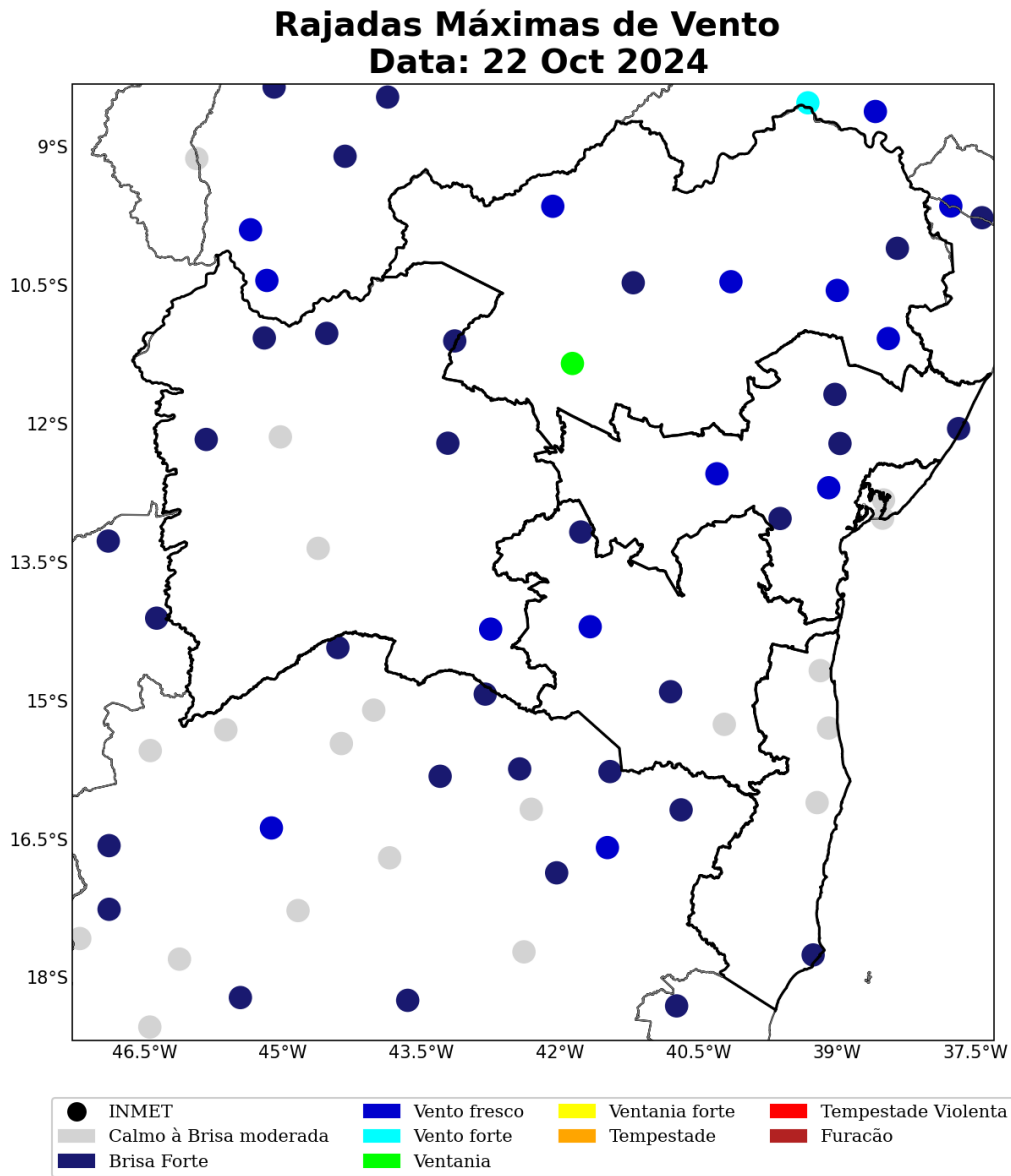 Rajadas Máximas de Vento
Data: 22 Oct 2024
9°S
10.5°S
12°S
13.5°S
15°S
16.5°S
18°S
46.5°W
45°W
43.5°W
42°W
40.5°W
39°W
37.5°W
INMET
Calmo à Brisa moderada
Brisa Forte
Vento fresco
Vento forte
Ventania
Ventania forte
Tempestade
Tempestade Violenta
Furacão